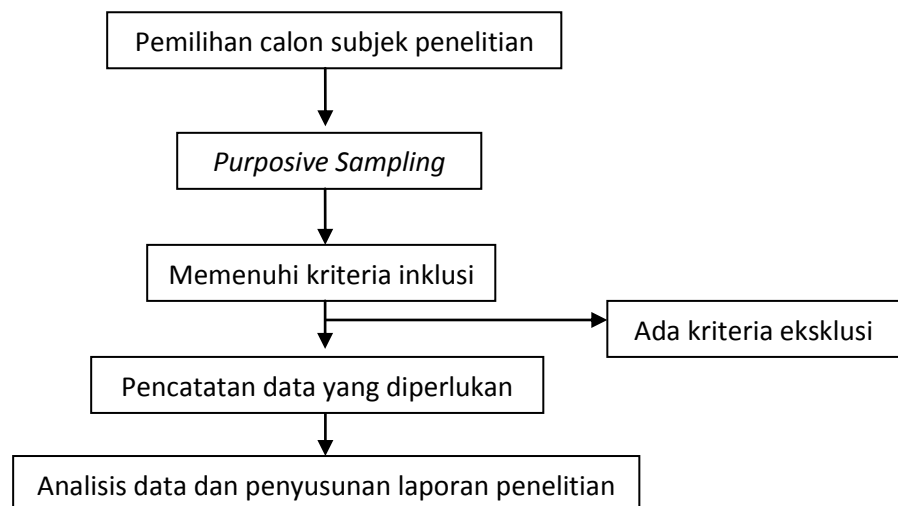 Pemilihan calon subjek penelitian
Purposive Sampling
Memenuhi kriteria inklusi
Ada kriteria eksklusi
Pencatatan data yang diperlukan
Analisis data dan penyusunan laporan penelitian